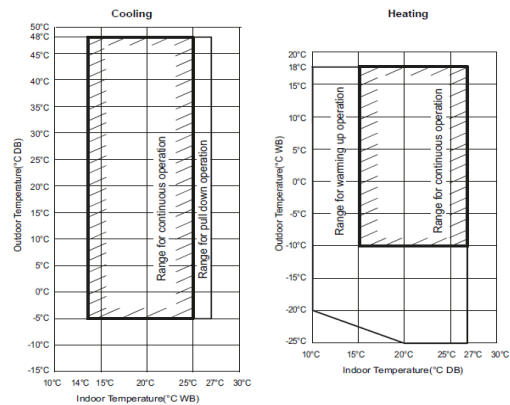 Cooling
50°C
48°C
45°C
40°C
35°C
30°C
25°C
20°C
15°C
10°C
5°C
0°C
-5°C
-10°C
-15°C
Outdoor Temperature(°C DB)
Range for continuous operation
Range for pull down operation
10°C 14°C 15°C 20°C 25°C 27°C 30°C
Indoor Temperature(°C WB)
Heating
20°C
18°C
15°C
10°C
5°C
0°C
-5°C
-10°C
-15°C
-20°C
-25°C
Outdoor Temperature(°C WB)
Range for warming up operation
Range for continuous operation
10°C 15°C 20°C 25°C 27°C 30°C
Indoor Temperature(°C DB)